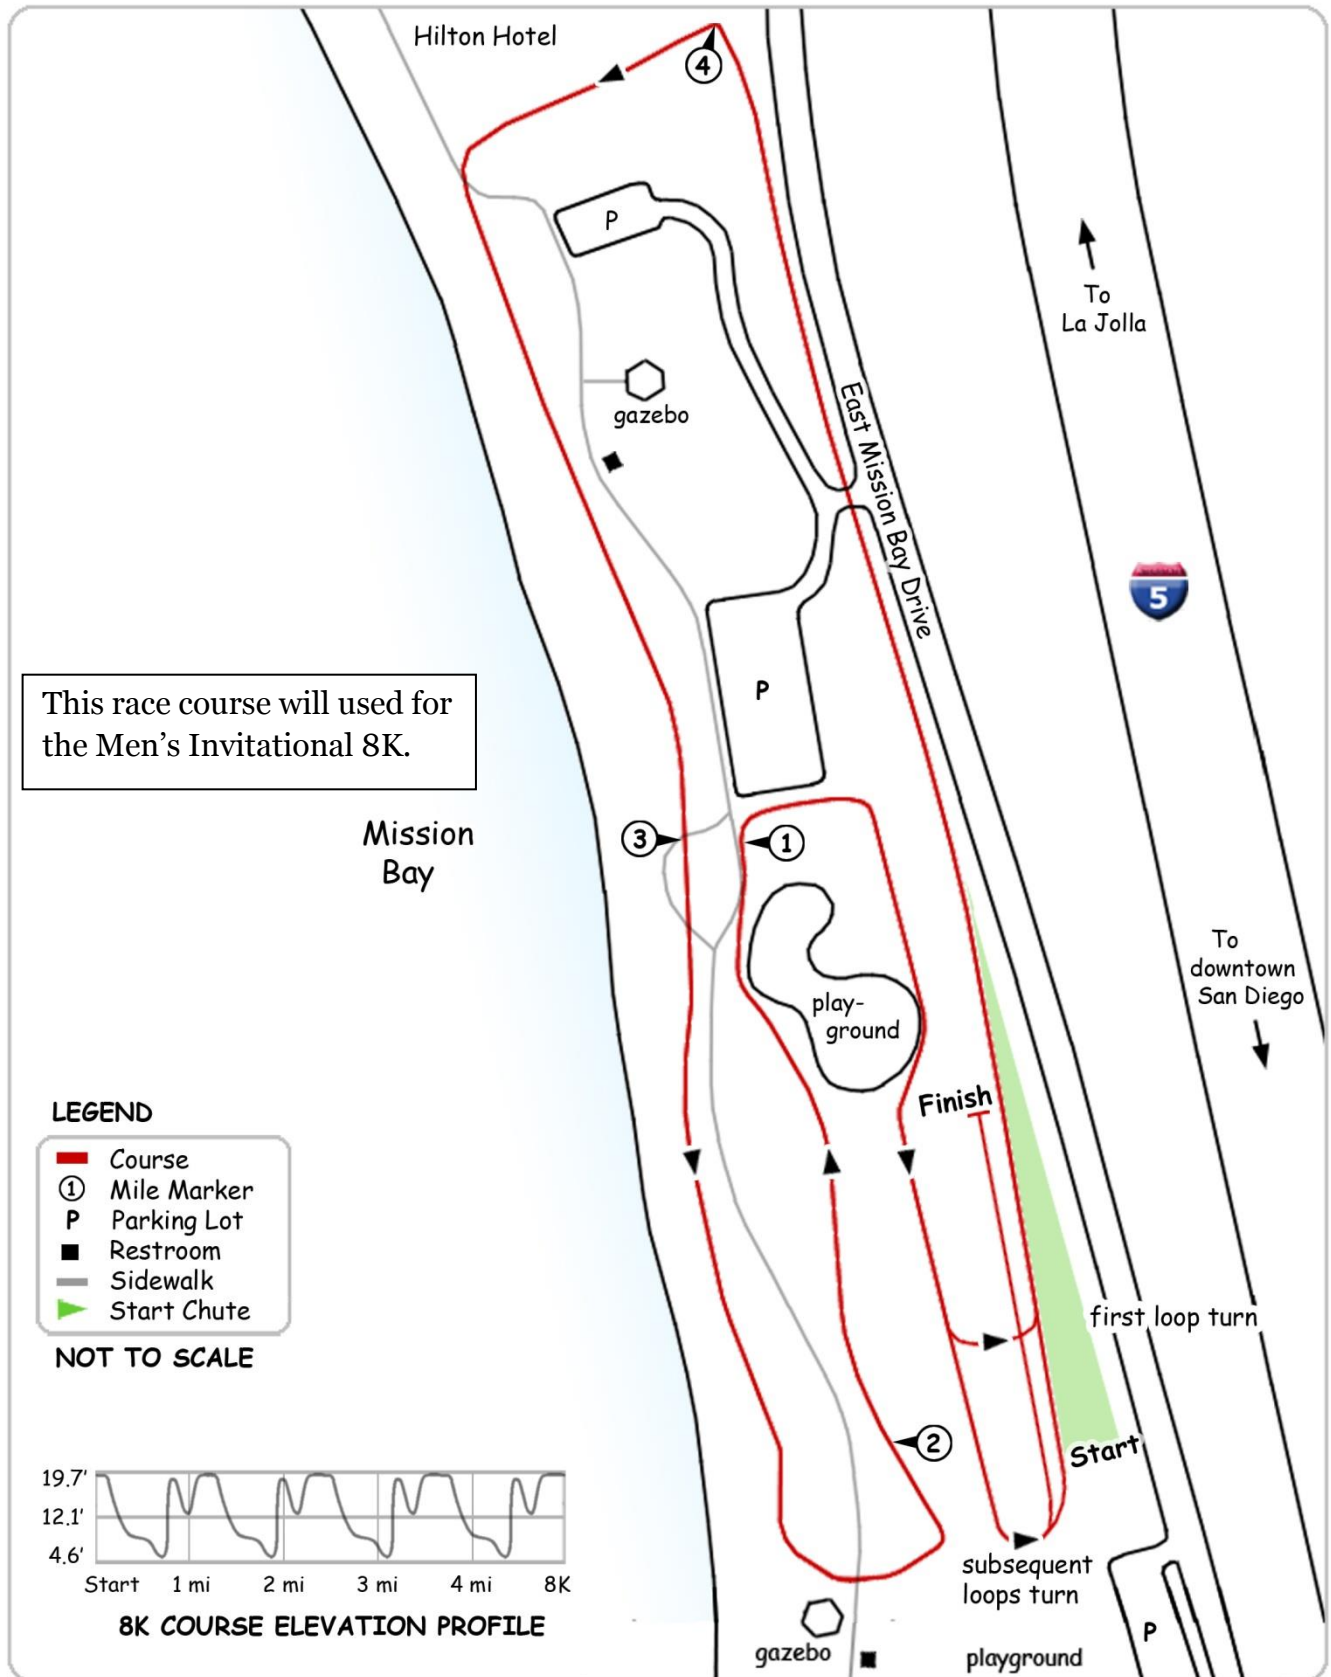 Hilton Hotel
4
P
To
La Jolla
gazebo
East Mission Bay Drive
5
This race course will used for
the Men's Invitational 8K.
P
Mission
Bay
3
1
To
downtown
San Diego
play-
ground
Finish
LEGEND
Course
1 Mile Marker
P Parking Lot
Restroom
Sidewalk
Start Chute
NOT TO SCALE
first loop turn
2
Start
subsequent
loops turn
19.7'
12.1'
4.6'
Start 1 mi 2 mi 3 mi 4 mi 8K
8K COURSE ELEVATION PROFILE
gazebo
playground
P